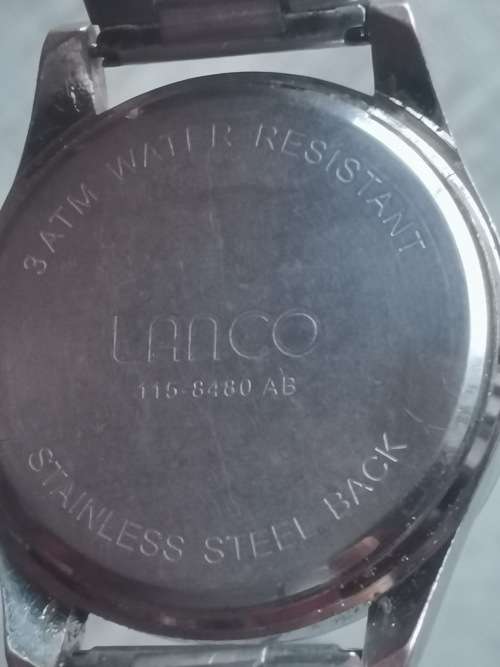 3 ATM WATER RESISTANT
LANCO
115-8480 AB
STAINLESS STEEL BACK